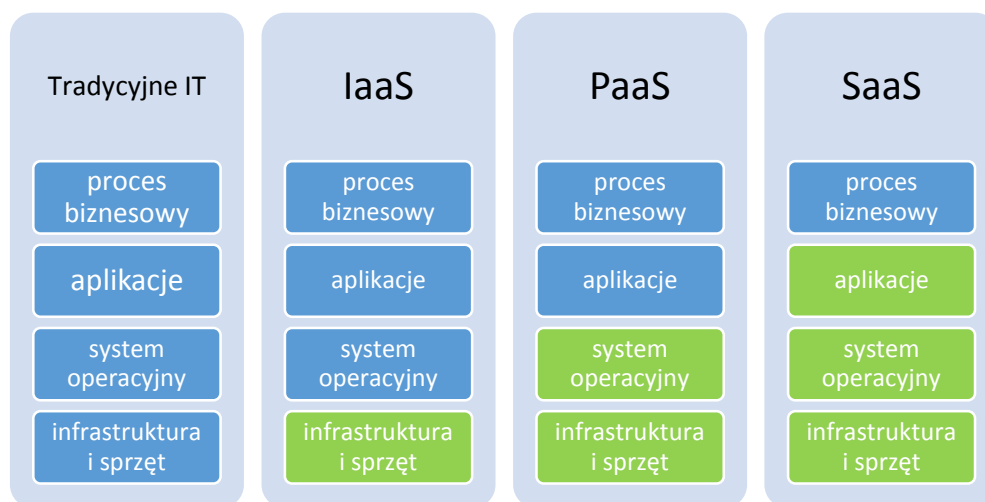 Tradycyjne IT
proces
biznesowy
aplikacje
system
operacyjny
infrastruktura
i sprzęt
IaaS
proces
biznesowy
aplikacje
system
operacyjny
infrastruktura
i sprzęt
PaaS
proces
biznesowy
aplikacje
system
operacyjny
infrastruktura
i sprzęt
SaaS
proces
biznesowy
aplikacje
system
operacyjny
infrastruktura
i sprzęt